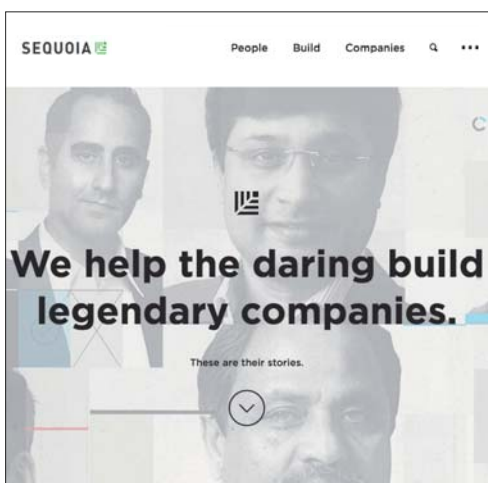 SEQUOIA
People Build Companies
We help the daring build
legendary companies.
These are their stories.